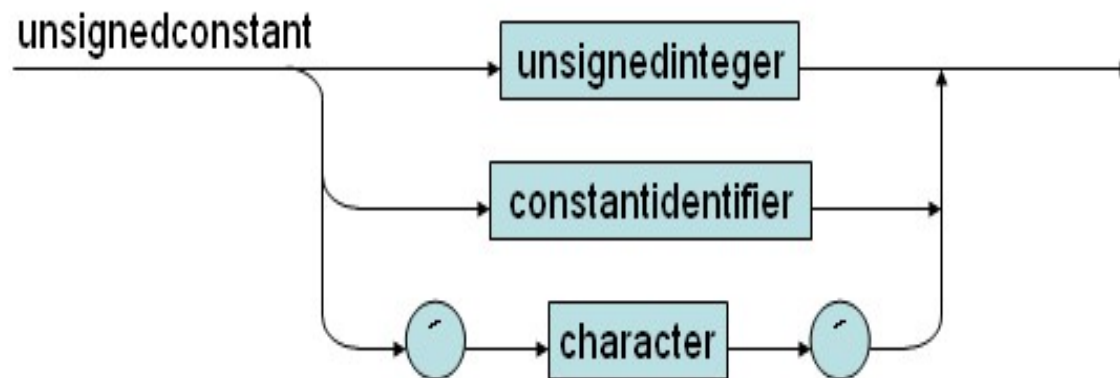 unsignedconstant
unsignedinteger
constantidentifier
´ character ´